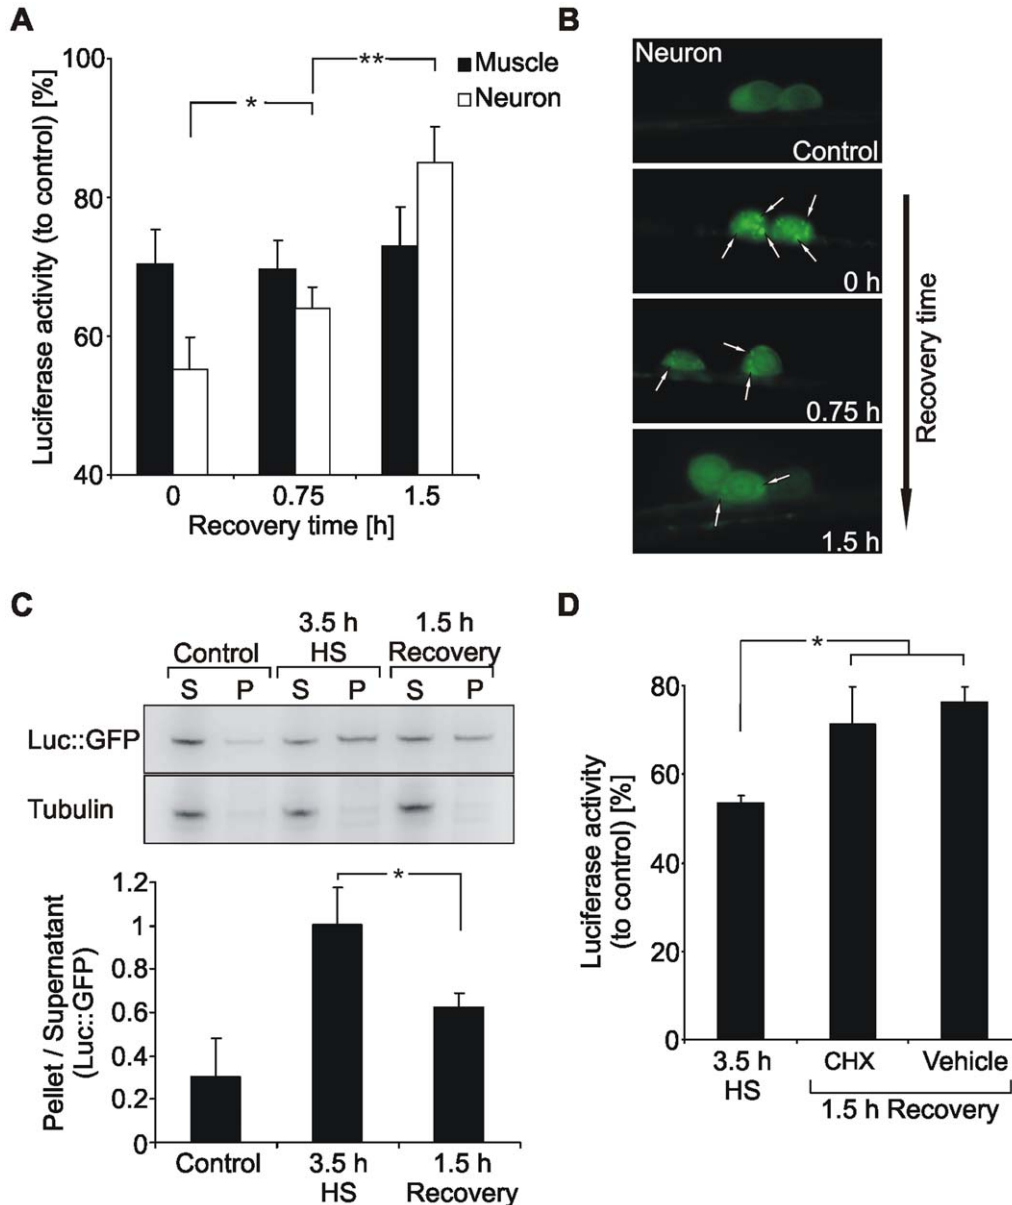 A
Luciferase activity (to control) [%]
100
80
60
40
*
**
Muscle
Neuron
0
0.75
1.5
Recovery time [h]
B
Neuron
Control
0 h
0.75 h
1.5 h
Recovery time
C
Control
3.5 h
HS
1.5 h
Recovery
S
P
S
P
S
P
Luc::GFP
Tubulin
Pellet / Supernatant
(Luc::GFP)
1.2
1
0.8
0.6
0.4
0.2
0
*
Control
3.5 h
HS
1.5 h
Recovery
D
Luciferase activity
(to control) [%]
80
60
40
20
0
*
3.5 h
HS
CHX
Vehicle
1.5 h Recovery